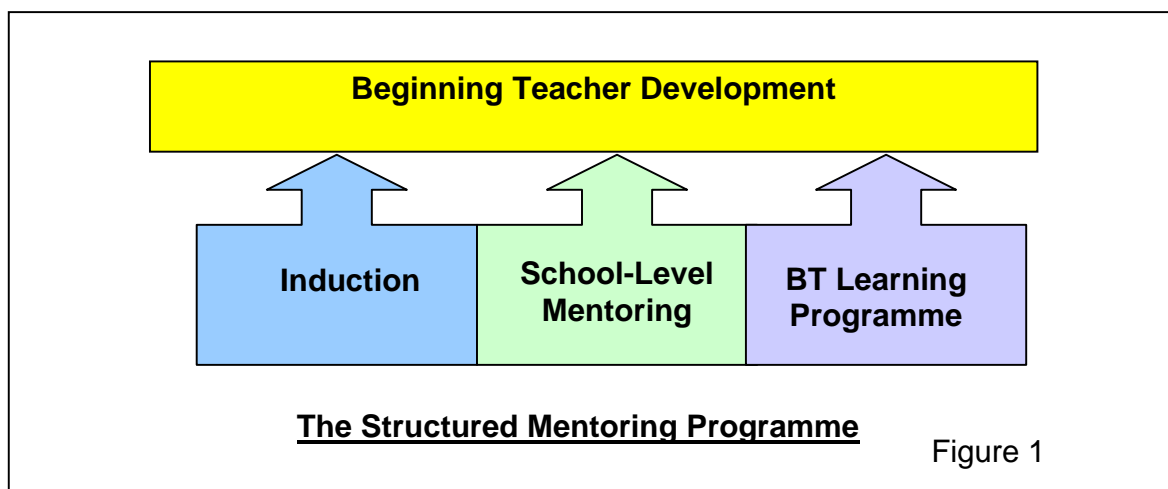 Beginning Teacher Development
Induction
School-Level
Mentoring
BT Learning
Programme
The Structured Mentoring Programme
Figure 1